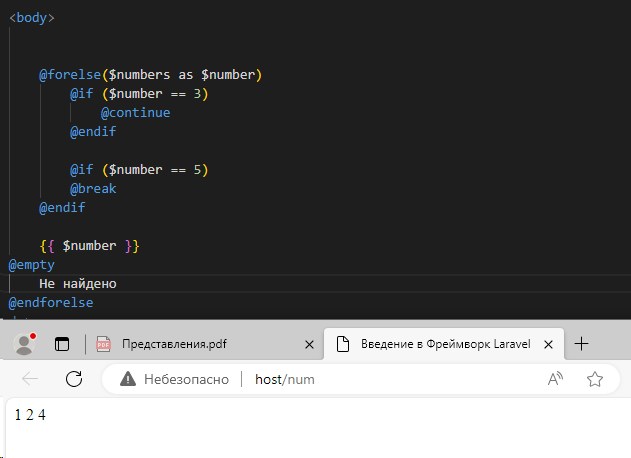 <body>
@forelse($numbers as $number)
@if ($number == 3)
@continue
@endif
@if ($number == 5)
@break
@endif
{{ $number }}
@empty
Не найдено
@endforelse
PDF Представления.pdf
Введение в Фреймворк Laravel
Небезопасно host/num
1 2 4